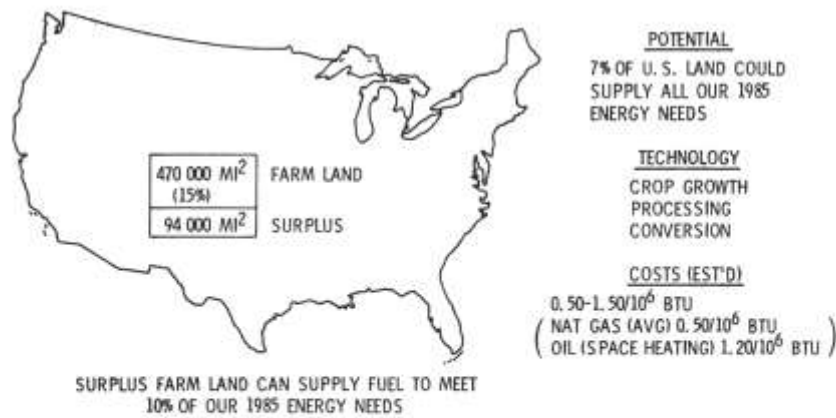 POTENTIAL
7% OF U. S. LAND COULD
SUPPLY ALL OUR 1985
ENERGY NEEDS
470 000 MI²
(15%)
FARM LAND
94 000 MI²
SURPLUS
TECHNOLOGY
CROP GROWTH
PROCESSING
CONVERSION
COSTS (EST'D)
0. 50-1. 50/10⁶ BTU
(NAT GAS (AVG) 0. 50/10⁶ BTU
OIL (SPACE HEATING) 1. 20/10⁶ BTU)
SURPLUS FARM LAND CAN SUPPLY FUEL TO MEET
10% OF OUR 1985 ENERGY NEEDS